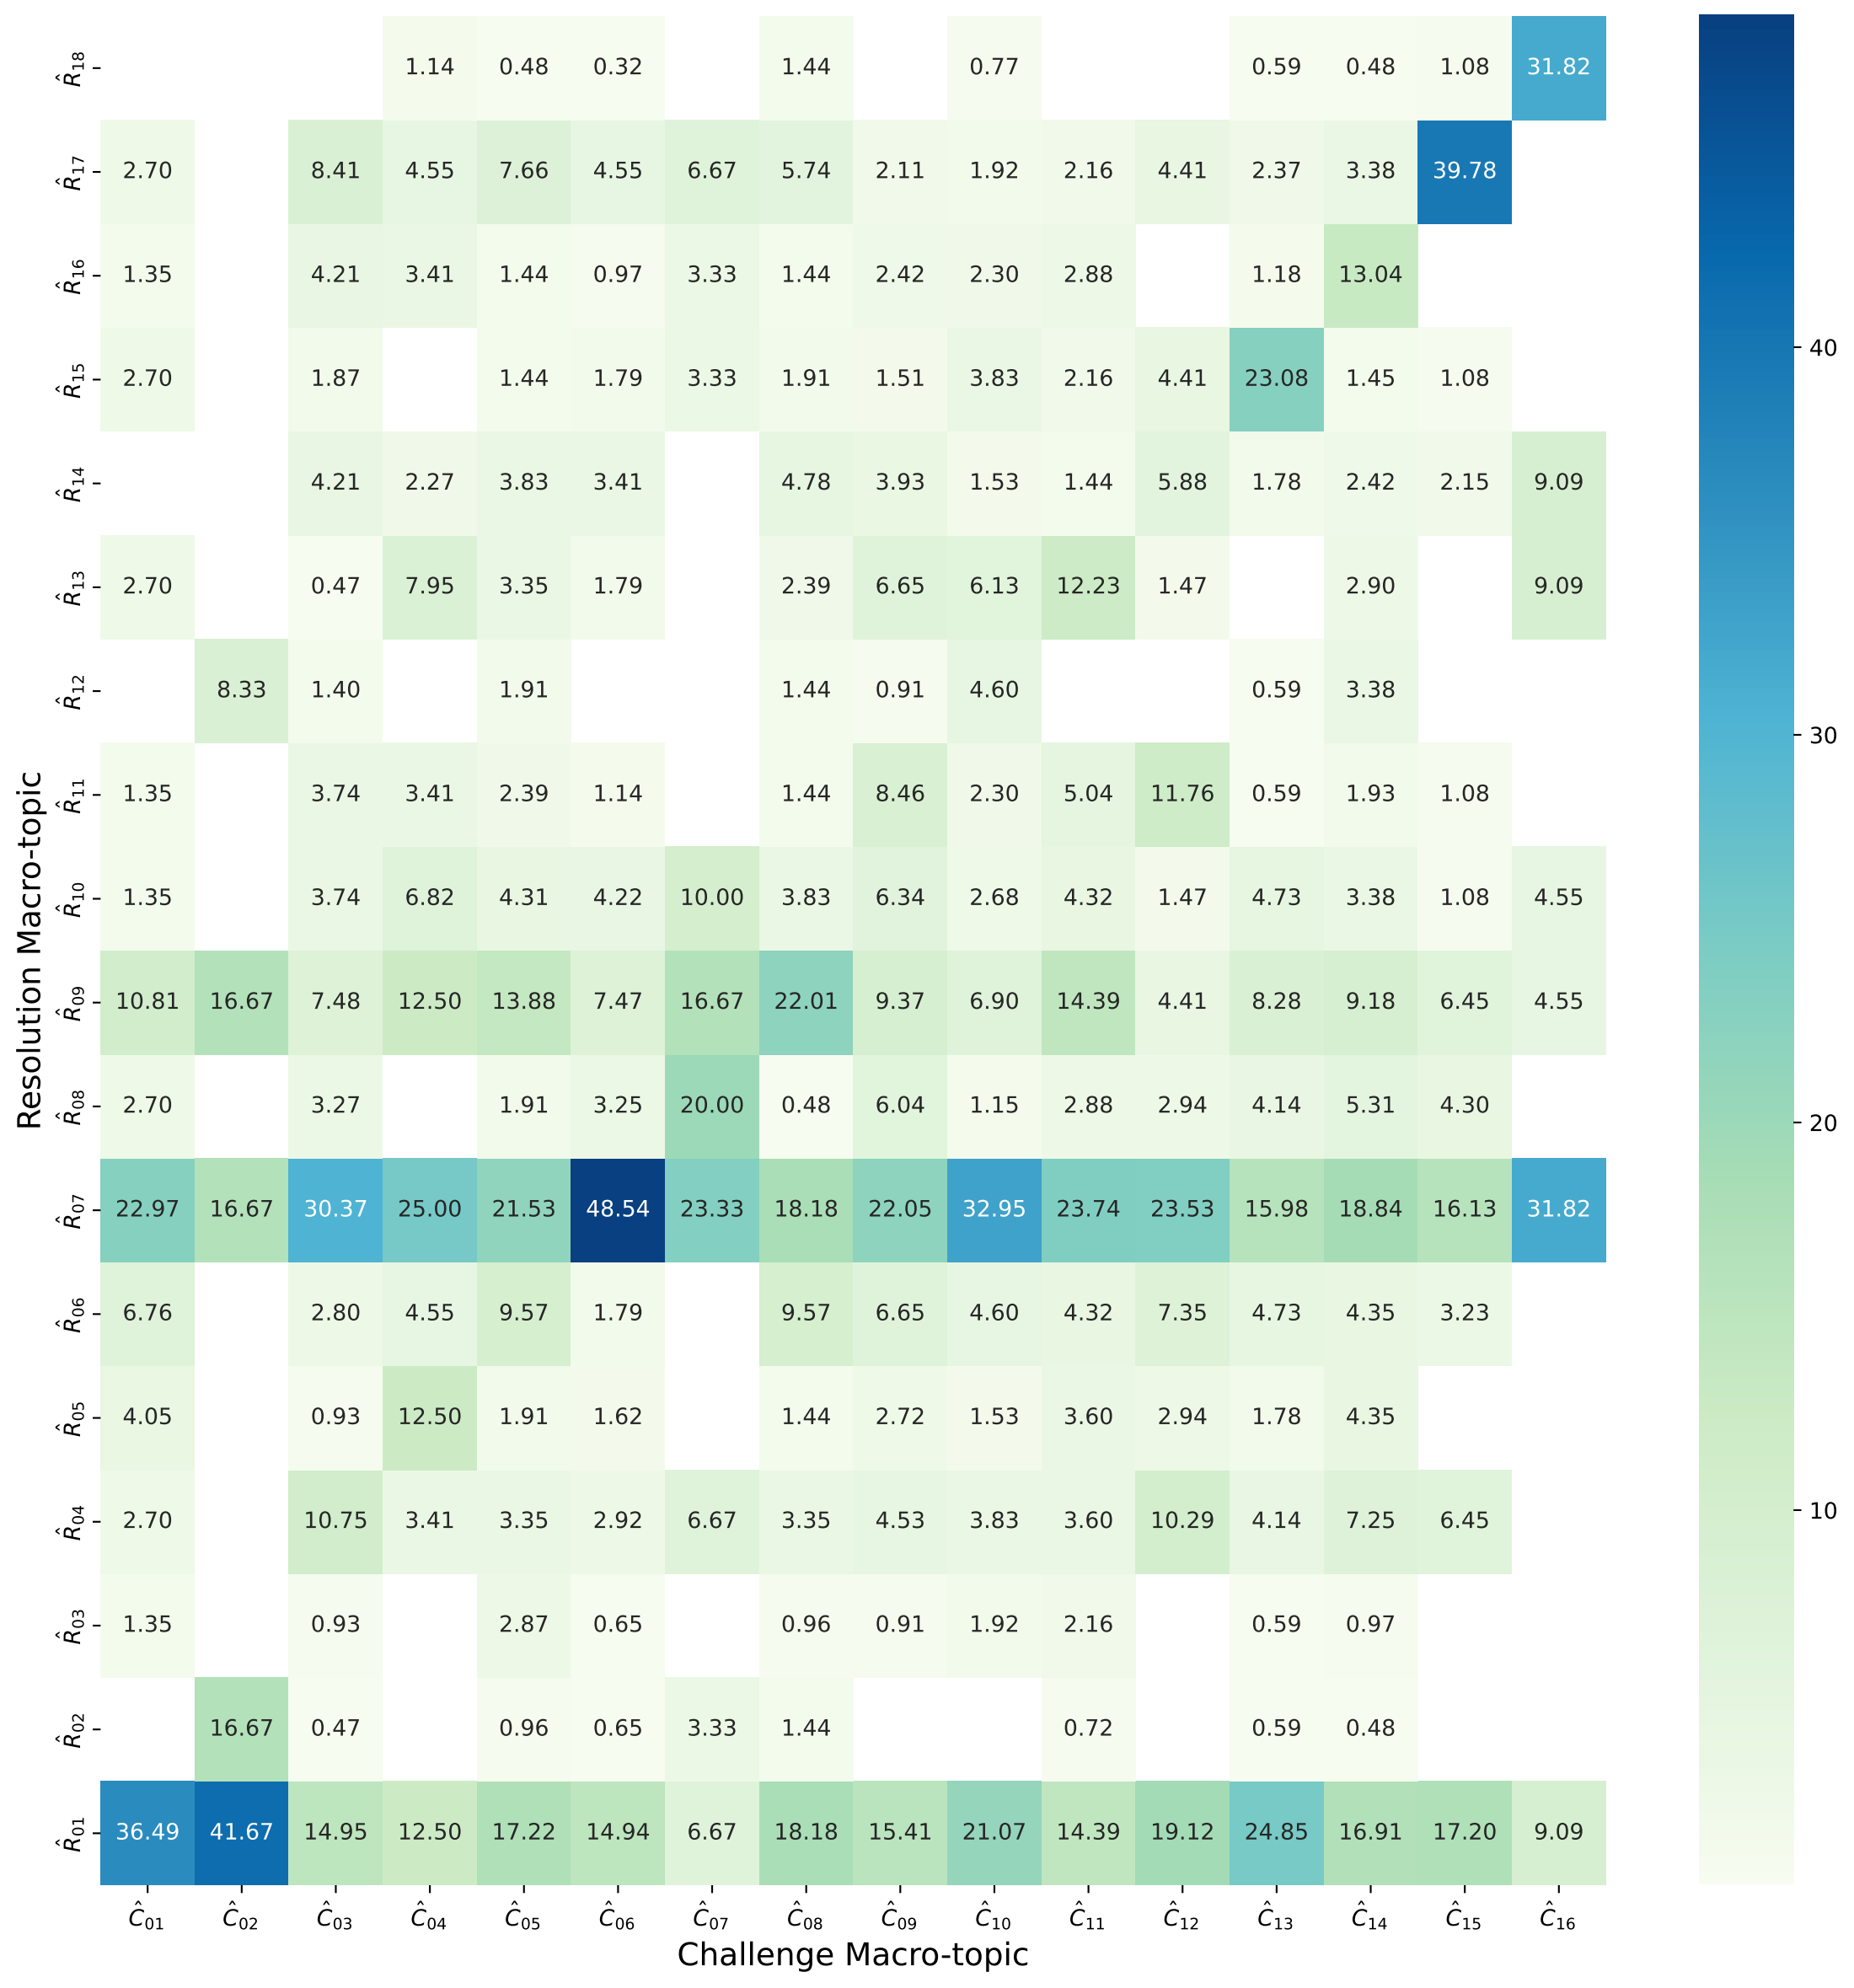 R̂18 1.14 0.48 0.32 1.44 0.77 0.59 0.48 1.08 31.82
R̂17 2.70 8.41 4.55 7.66 4.55 6.67 5.74 2.11 1.92 2.16 4.41 2.37 3.38 39.78
R̂16 1.35 4.21 3.41 1.44 0.97 3.33 1.44 2.42 2.30 2.88 1.18 13.04
40
R̂15 2.70 1.87 1.44 1.79 3.33 1.91 1.51 3.83 2.16 4.41 23.08 1.45 1.08
R̂14 4.21 2.27 3.83 3.41 4.78 3.93 1.53 1.44 5.88 1.78 2.42 2.15 9.09
R̂13 2.70 0.47 7.95 3.35 1.79 2.39 6.65 6.13 12.23 1.47 2.90 9.09
R̂12 8.33 1.40 1.91 1.44 0.91 4.60 0.59 3.38
30
R̂11 1.35 3.74 3.41 2.39 1.14 1.44 8.46 2.30 5.04 11.76 0.59 1.93 1.08
R̂10 1.35 3.74 6.82 4.31 4.22 10.00 3.83 6.34 2.68 4.32 1.47 4.73 3.38 1.08 4.55
Resolution Macro-topic
R̂09 10.81 16.67 7.48 12.50 13.88 7.47 16.67 22.01 9.37 6.90 14.39 4.41 8.28 9.18 6.45 4.55
R̂08 2.70 3.27 1.91 3.25 20.00 0.48 6.04 1.15 2.88 2.94 4.14 5.31 4.30
20
R̂07 22.97 16.67 30.37 25.00 21.53 48.54 23.33 18.18 22.05 32.95 23.74 23.53 15.98 18.84 16.13 31.82
R̂06 6.76 2.80 4.55 9.57 1.79 9.57 6.65 4.60 4.32 7.35 4.73 4.35 3.23
R̂05 4.05 0.93 12.50 1.91 1.62 1.44 2.72 1.53 3.60 2.94 1.78 4.35
10
R̂04 2.70 10.75 3.41 3.35 2.92 6.67 3.35 4.53 3.83 3.60 10.29 4.14 7.25 6.45
R̂03 1.35 0.93 2.87 0.65 0.96 0.91 1.92 2.16 0.59 0.97
R̂02 16.67 0.47 0.96 0.65 3.33 1.44 0.72 0.59 0.48
R̂01 36.49 41.67 14.95 12.50 17.22 14.94 6.67 18.18 15.41 21.07 14.39 19.12 24.85 16.91 17.20 9.09
Ĉ01 Ĉ02 Ĉ03 Ĉ04 Ĉ05 Ĉ06 Ĉ07 Ĉ08 Ĉ09 Ĉ10 Ĉ11 Ĉ12 Ĉ13 Ĉ14 Ĉ15 Ĉ16
Challenge Macro-topic